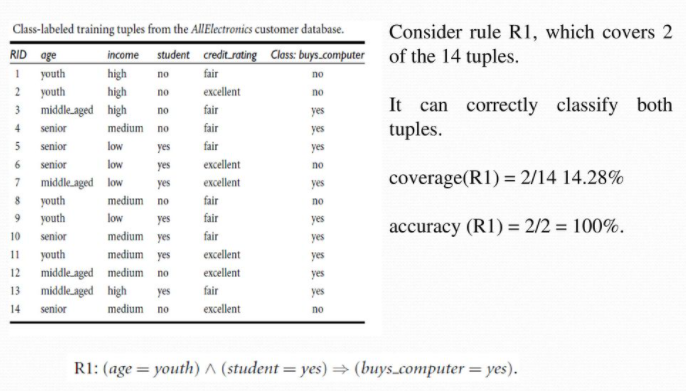 Class-labeled training tuples from the AllElectronics customer database.
RID age income student credit_rating Class: buys_computer
1 youth high no fair no
2 youth high no excellent no
3 middle_aged high no fair yes
4 senior medium no fair yes
5 senior low yes fair yes
6 senior low yes excellent no
7 middle_aged low yes excellent yes
8 youth medium no fair no
9 youth low yes fair yes
10 senior medium yes fair yes
11 youth medium yes excellent yes
12 middle_aged medium no excellent yes
13 middle_aged high yes fair yes
14 senior medium no excellent no
Consider rule R1, which covers 2
of the 14 tuples.
It can correctly classify both
tuples.
coverage(R1) = 2/14 14.28%
accuracy (R1) = 2/2 = 100%.
R1: (age = youth) ∧ (student = yes) ⇒ (buys_computer = yes).